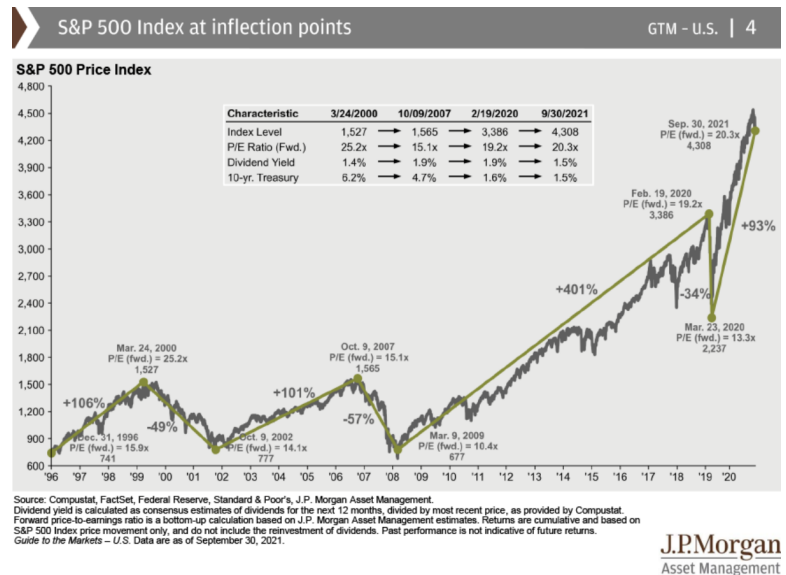 S&P 500 Index at inflection points
GTM – U.S. | 4
S&P 500 Price Index
4,800
4,500
4,200
3,900
3,600
3,300
3,000
2,700
2,400
2,100
1,800
1,500
1,200
900
600
Characteristic 3/24/2000 10/09/2007 2/19/2020 9/30/2021
Index Level 1,527 → 1,565 → 3,386 → 4,308
P/E Ratio (Fwd.) 25.2x → 15.1x → 19.2x → 20.3x
Dividend Yield 1.4% → 1.9% → 1.9% → 1.5%
10-yr. Treasury 6.2% → 4.7% → 1.6% → 1.5%
Dec. 31, 1996
P/E (fwd.) = 15.9x
741
+106%
Mar. 24, 2000
P/E (fwd.) = 25.2x
1,527
-49%
Oct. 9, 2002
P/E (fwd.) = 14.1x
777
+101%
Oct. 9, 2007
P/E (fwd.) = 15.1x
1,565
-57%
Mar. 9, 2009
P/E (fwd.) = 10.4x
677
+401%
Feb. 19, 2020
P/E (fwd.) = 19.2x
3,386
-34%
Mar. 23, 2020
P/E (fwd.) = 13.3x
2,237
+93%
Sep. 30, 2021
P/E (fwd.) = 20.3x
4,308
'96 '97 '98 '99 '00 '01 '02 '03 '04 '05 '06 '07 '08 '09 '10 '11 '12 '13 '14 '15 '16 '17 '18 '19 '20
Source: Compustat, FactSet, Federal Reserve, Standard & Poor's, J.P. Morgan Asset Management.
Dividend yield is calculated as consensus estimates of dividends for the next 12 months, divided by most recent price, as provided by Compustat.
Forward price-to-earnings ratio is a bottom-up calculation based on J.P. Morgan Asset Management estimates. Returns are cumulative and based on
S&P 500 Index price movement only, and do not include the reinvestment of dividends. Past performance is not indicative of future returns.
Guide to the Markets – U.S. Data are as of September 30, 2021.
J.P.Morgan
Asset Management